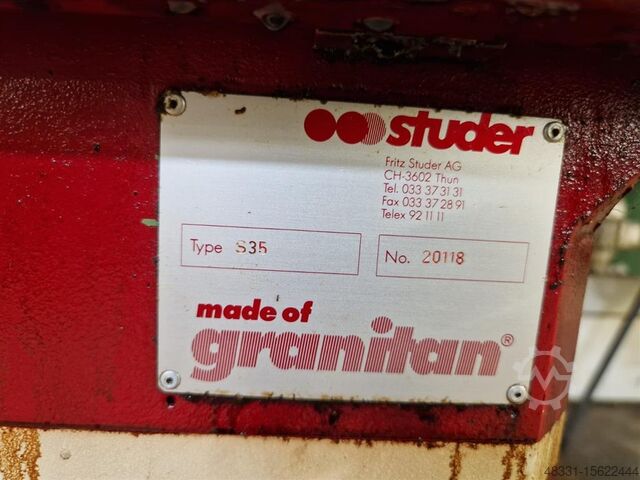 studer
Fritz Studer AG
CH-3602 Thun
Tel. 033 37 31 31
Fax 033 37 28 91
Telex 92 11 11
Type S35
No. 20118
made of
granitan®
48331-15622444